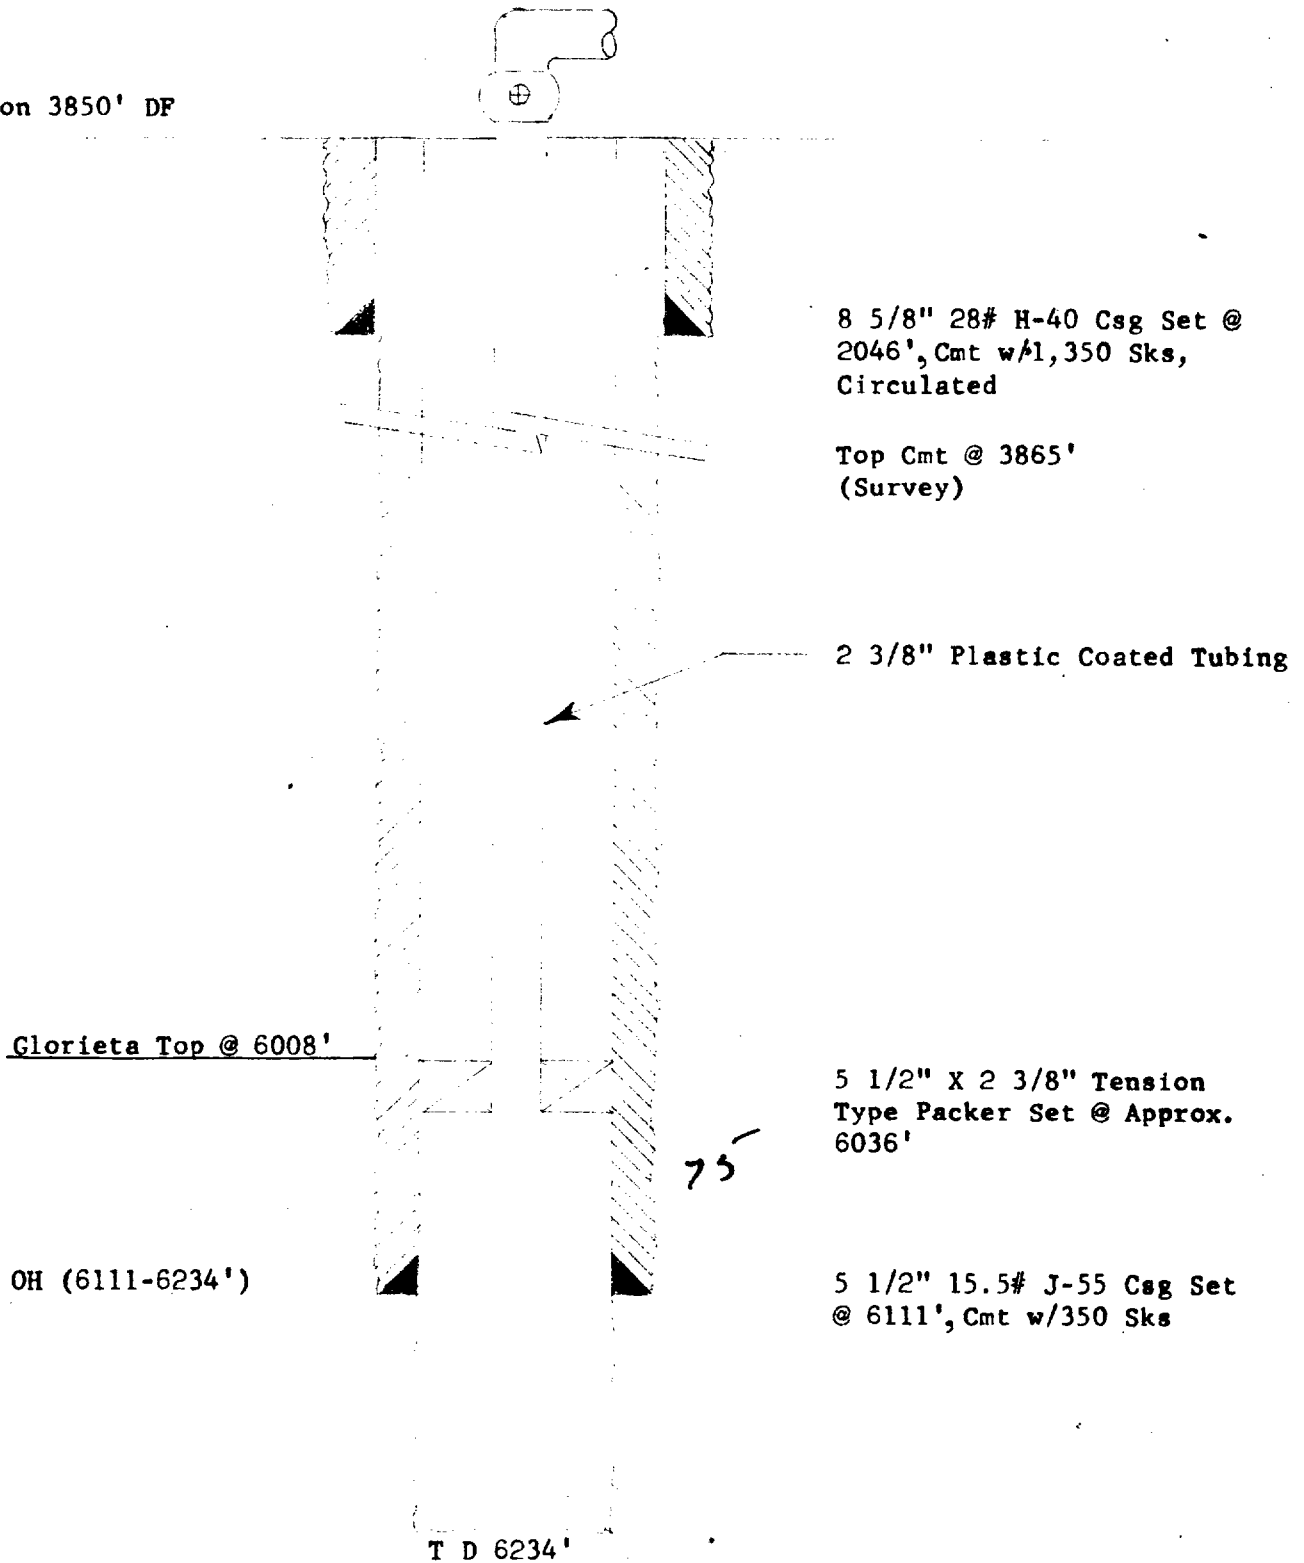 on 3850' DF
8 5/8" 28# H-40 Csg Set @
2046', Cmt w/1,350 Sks,
Circulated
Top Cmt @ 3865'
(Survey)
2 3/8" Plastic Coated Tubing
Glorieta Top @ 6008'
5 1/2" X 2 3/8" Tension
Type Packer Set @ Approx.
6036'
75
OH (6111-6234')
5 1/2" 15.5# J-55 Csg Set
@ 6111', Cmt w/350 Sks
T D 6234'